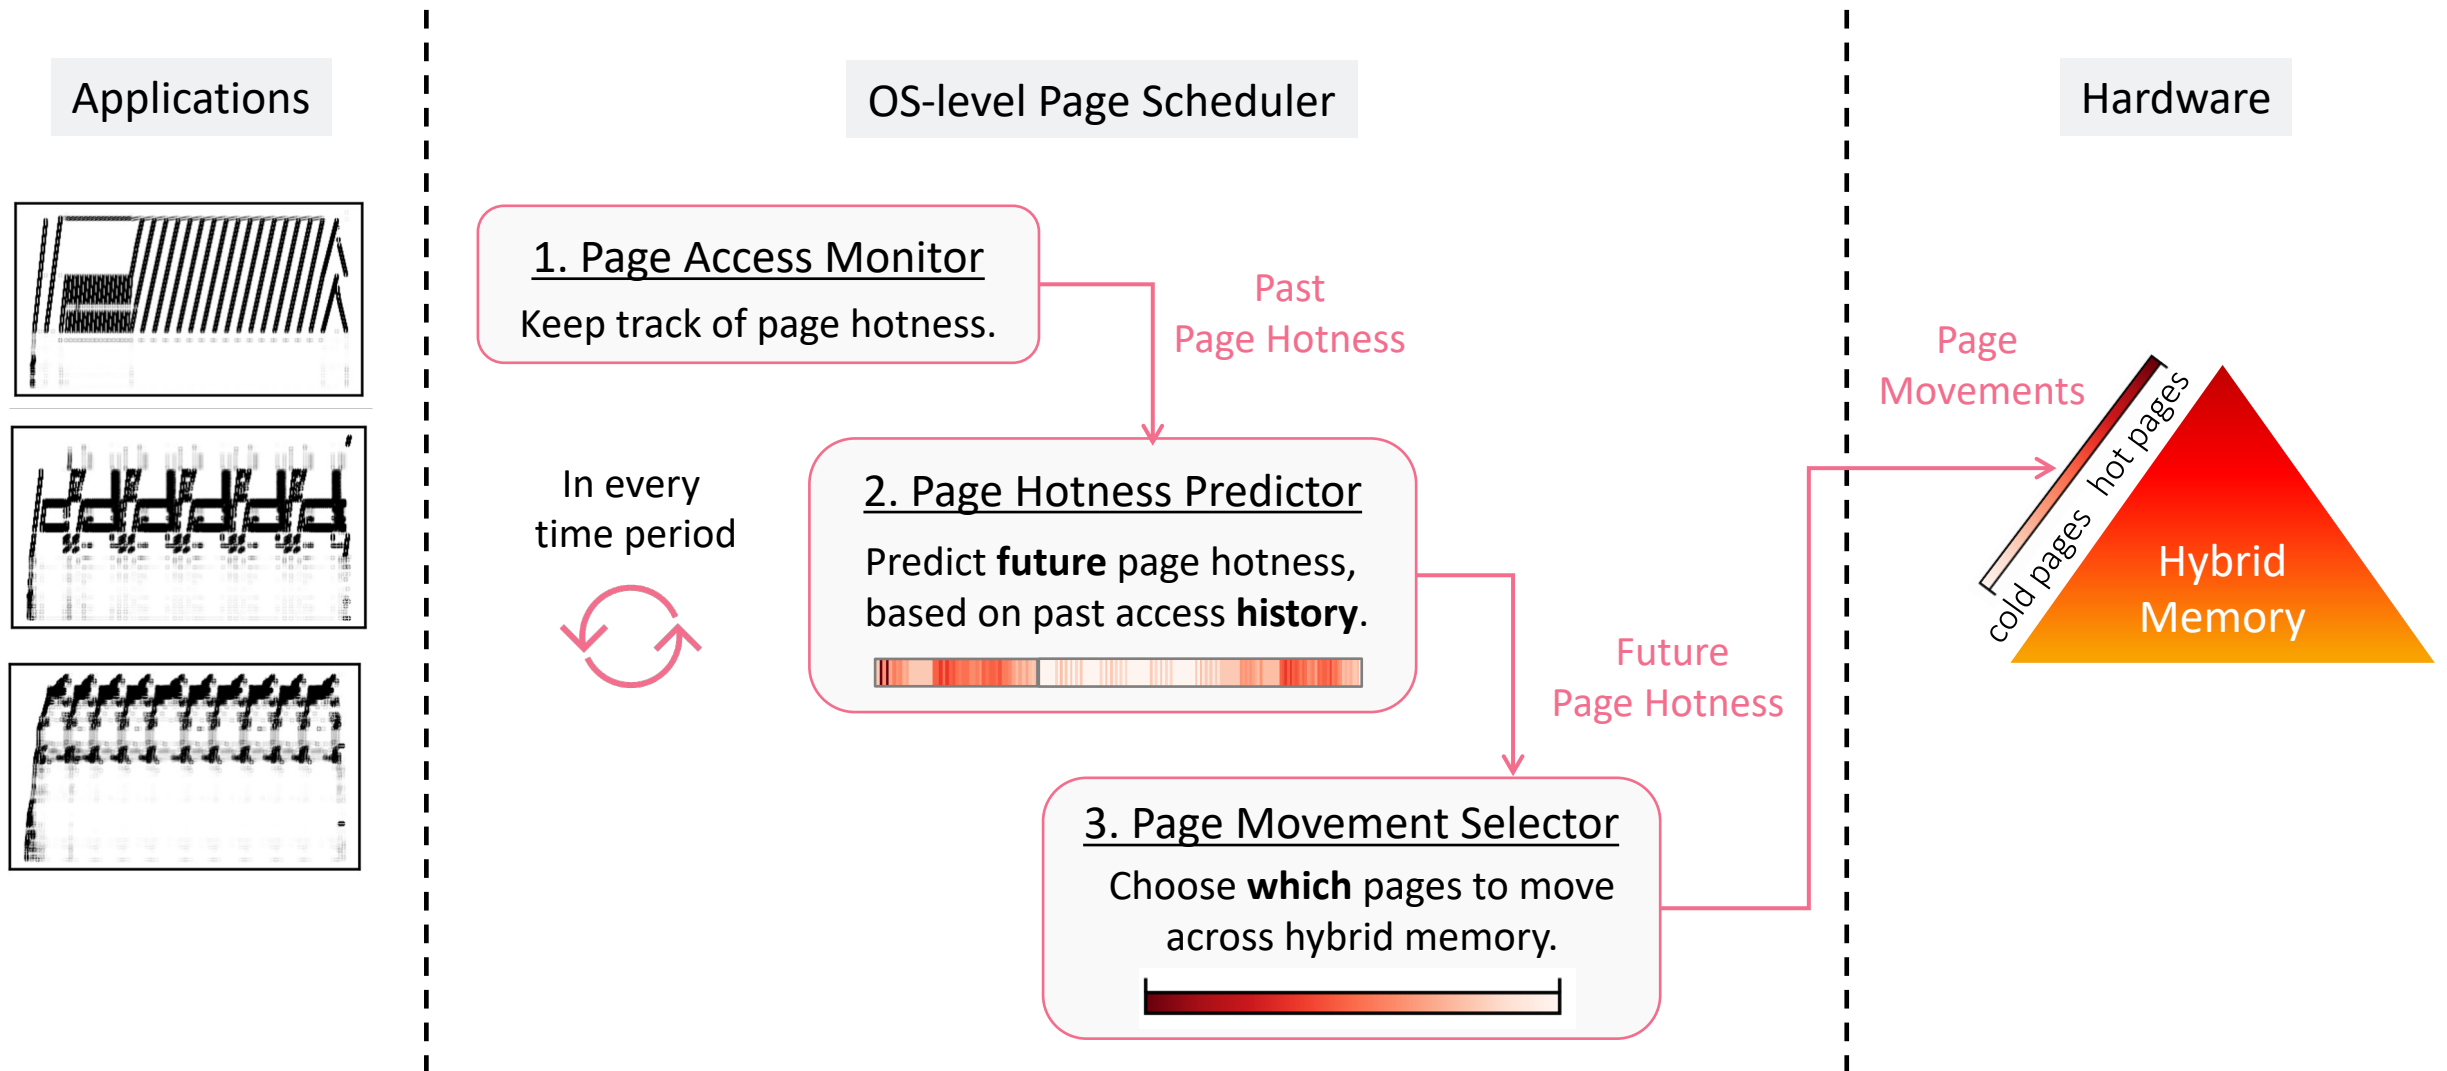 Applications
OS-level Page Scheduler
Hardware
1. Page Access Monitor
Keep track of page hotness.
Past
Page Hotness
In every
time period
2. Page Hotness Predictor
Predict future page hotness,
based on past access history.
Future
Page Hotness
3. Page Movement Selector
Choose which pages to move
across hybrid memory.
Page
Movements
cold pages hot pages
Hybrid
Memory